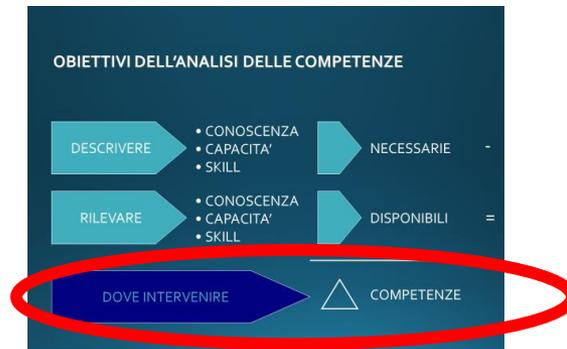 OBIETTIVI DELL'ANALISI DELLE COMPETENZE
DESCRIVERE
• CONOSCENZA
• CAPACITA'
• SKILL
NECESSARIE -
RILEVARE
• CONOSCENZA
• CAPACITA'
• SKILL
DISPONIBILI =
DOVE INTERVENIRE
COMPETENZE